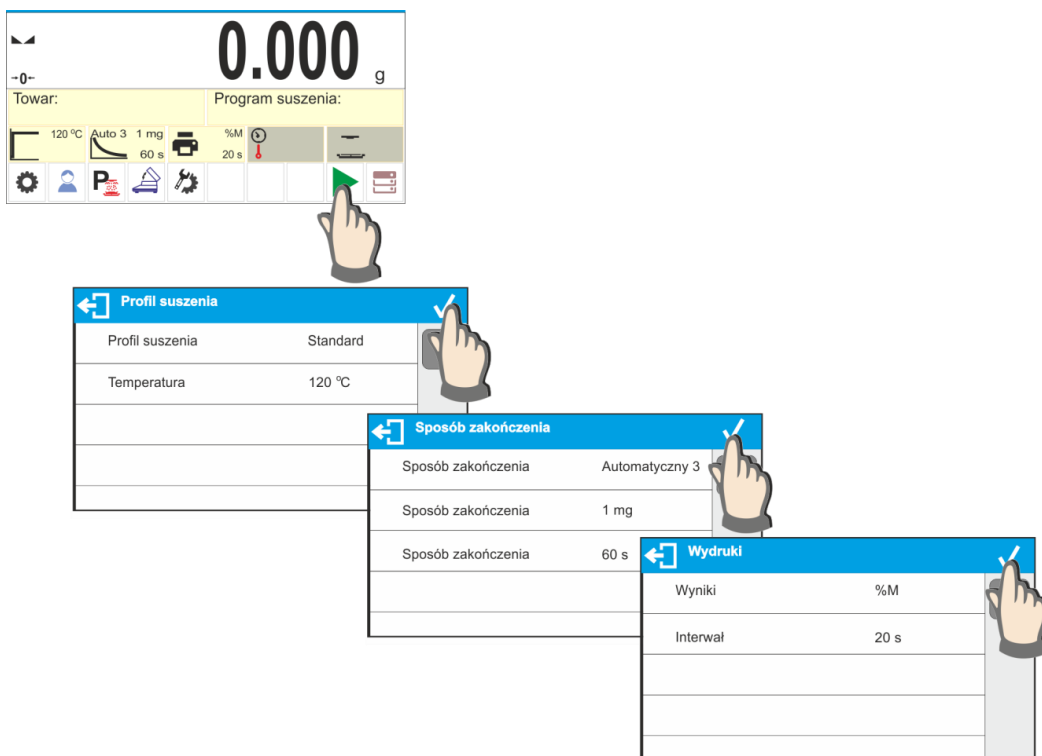 0.000 g
→0←
Towar: Program suszenia:
120 °C Auto 3 1 mg %M
60 s 20 s
P
Profil suszenia
Profil suszenia Standard
Temperatura 120 °C
Sposób zakończenia
Sposób zakończenia Automatyczny 3
Sposób zakończenia 1 mg
Sposób zakończenia 60 s
Wydruki
Wyniki %M
Interwał 20 s